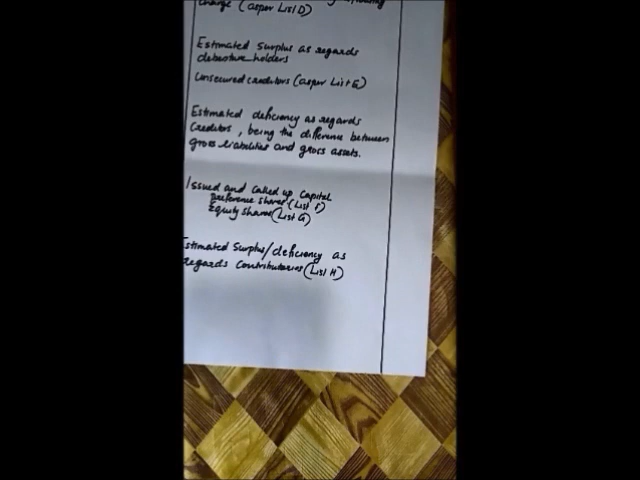 charge (as per List D)
Estimated Surplus as regards
debenture holders
Unsecured creditors (as per List E)
Estimated deficiency as regards
Creditors, being the difference between
gross liabilities and gross assets.
Issued and Called up Capital
Preference Shares (List F)
Equity Shares (List G)
Estimated Surplus/deficiency as
regards Contributories (List H)